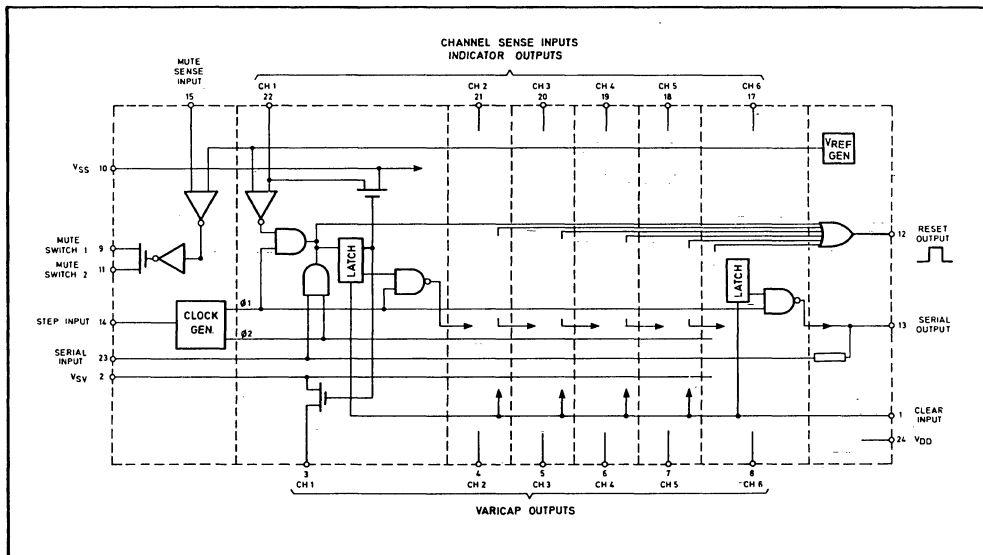 CHANNEL SENSE INPUTS
INDICATOR OUTPUTS
MUTE
SENSE
INPUT
15
CH 1
22
CH 2
21
CH 3
20
CH 4
19
CH 5
18
CH 6
17
VSS
10
VREF
GEN
MUTE
SWITCH 1
9
MUTE
SWITCH 2
11
LATCH
LATCH
12
RESET
OUTPUT
STEP INPUT
14
CLOCK
GEN.
Ø1
Ø2
13
SERIAL
OUTPUT
SERIAL
INPUT
23
VSV
2
1
CLEAR
INPUT
24
VDD
3
CH 1
4
CH 2
5
CH 3
6
CH 4
7
CH 5
8
CH 6
VARICAP OUTPUTS